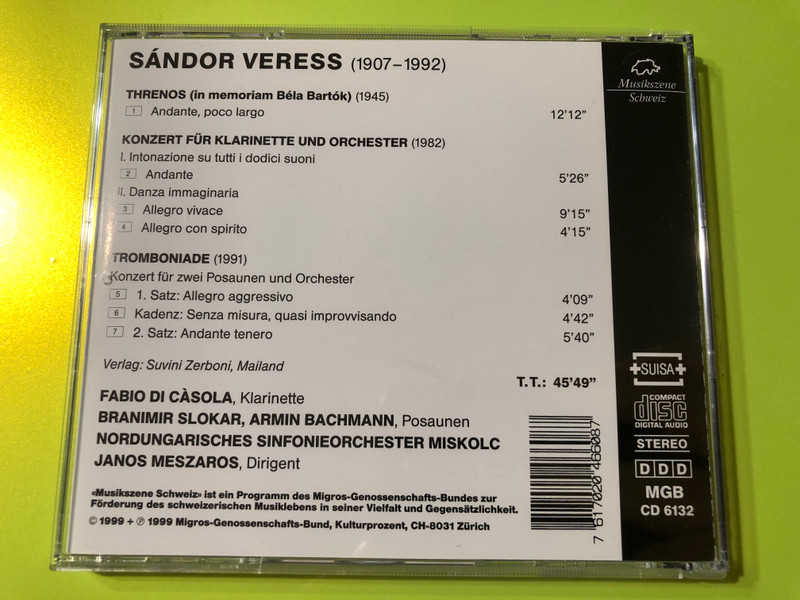 SÁNDOR VERESS (1907–1992)
THRENOS (in memoriam Béla Bartók) (1945)
1 Andante, poco largo 12'12"
KONZERT FÜR KLARINETTE UND ORCHESTER (1982)
I. Intonazione su tutti i dodici suoni
2 Andante 5'26"
II. Danza immaginaria
3 Allegro vivace 9'15"
4 Allegro con spirito 4'15"
TROMBONIADE (1991)
Konzert für zwei Posaunen und Orchester
5 1. Satz: Allegro aggressivo 4'09"
6 Kadenz: Senza misura, quasi improvvisando 4'42"
7 2. Satz: Andante tenero 5'40"
Verlag: Suvini Zerboni, Mailand
T.T.: 45'49"
FABIO DI CÀSOLA, Klarinette
BRANIMIR SLOKAR, ARMIN BACHMANN, Posaunen
NORDUNGARISCHES SINFONIEORCHESTER MISKOLC
JANOS MESZAROS, Dirigent
«Musikszene Schweiz» ist ein Programm des Migros-Genossenschafts-Bundes zur
Förderung des schweizerischen Musiklebens in seiner Vielfalt und Gegensätzlichkeit.
© 1999 + ℗ 1999 Migros-Genossenschafts-Bund, Kulturprozent, CH-8031 Zürich
7 617020 466087
Musikszene
Schweiz
SUISA
COMPACT
disc
DIGITAL AUDIO
STEREO
DDD
MGB
CD 6132